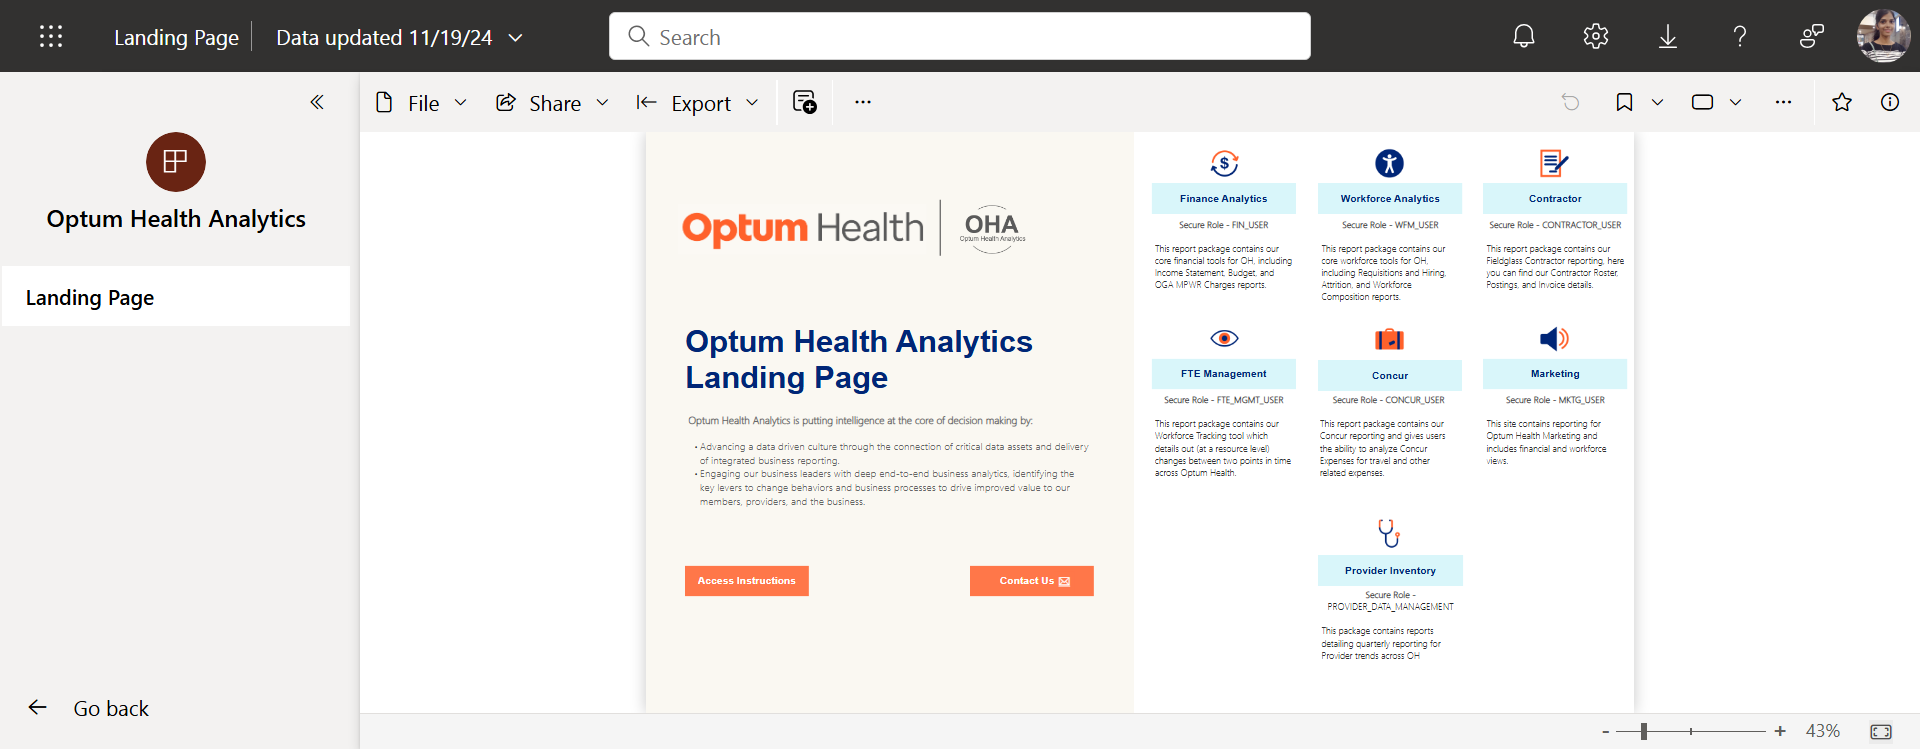 Landing Page
Data updated 11/19/24
Search
File
Share
Export
Optum Health Analytics
Landing Page
Go back
Optum Health
OHA
Optum Health Analytics
Optum Health Analytics
Landing Page
Optum Health Analytics is putting intelligence at the core of decision making by:
• Advancing a data driven culture through the connection of critical data assets and delivery
of integrated business reporting.
• Engaging our business leaders with deep end-to-end business analytics, identifying the
key levers to change behaviors and business processes to drive improved value to our
members, providers, and the business.
Access Instructions
Contact Us
Finance Analytics
Secure Role - FIN_USER
This report package contains our
core financial tools for OH, including
Income Statement, Budget, and
OGA MPWR Charges reports.
Workforce Analytics
Secure Role - WFM_USER
This report package contains our
core workforce tools for OH,
including Requisitions and Hiring,
Attrition, and Workforce
Composition reports.
Contractor
Secure Role - CONTRACTOR_USER
This report package contains our
Fieldglass Contractor reporting, here
you can find our Contractor Roster,
Postings, and Invoice details.
FTE Management
Secure Role - FTE_MGMT_USER
This report package contains our
Workforce Tracking tool which
details out (at a resource level)
changes between two points in time
across Optum Health.
Concur
Secure Role - CONCUR_USER
This report package contains our
Concur reporting and gives users
the ability to analyze Concur
Expenses for travel and other
related expenses.
Marketing
Secure Role - MKTG_USER
This site contains reporting for
Optum Health Marketing and
includes financial and workforce
views.
Provider Inventory
Secure Role -
PROVIDER_DATA_MANAGEMENT
This package contains reports
detailing quarterly reporting for
Provider trends across OH
- + 43%